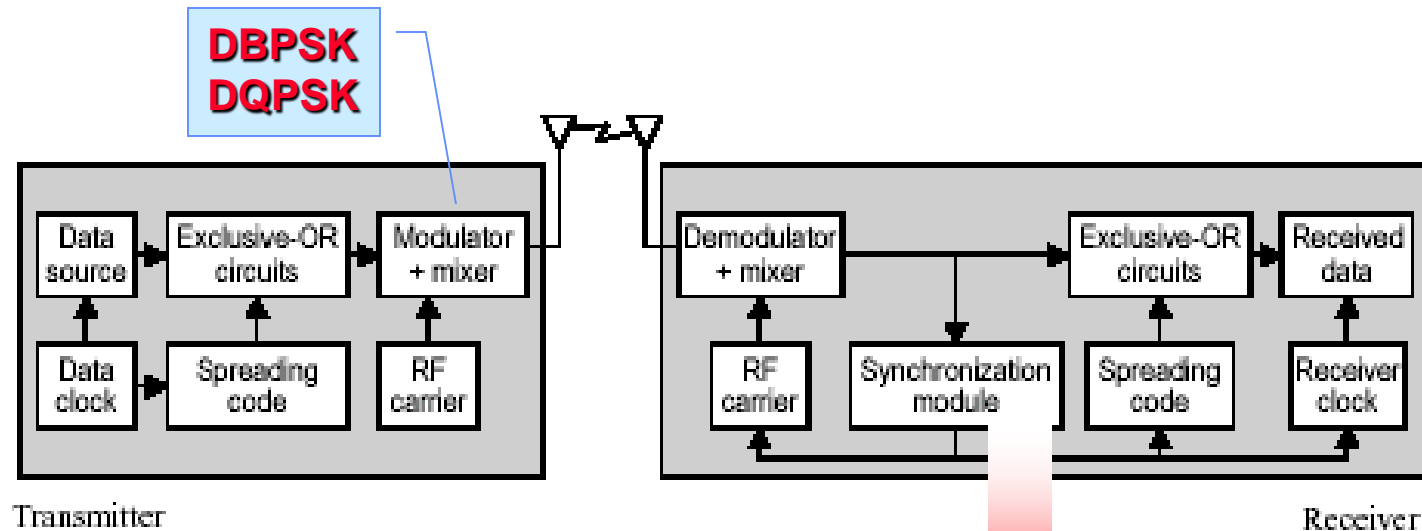 DBPSK
DQPSK
Data
source
Exclusive-OR
circuits
Modulator
+ mixer
Data
clock
Spreading
code
RF
carrier
Transmitter
Demodulator
+ mixer
Exclusive-OR
circuits
Received
data
RF
carrier
Synchronization
module
Spreading
code
Receiver
clock
Receiver